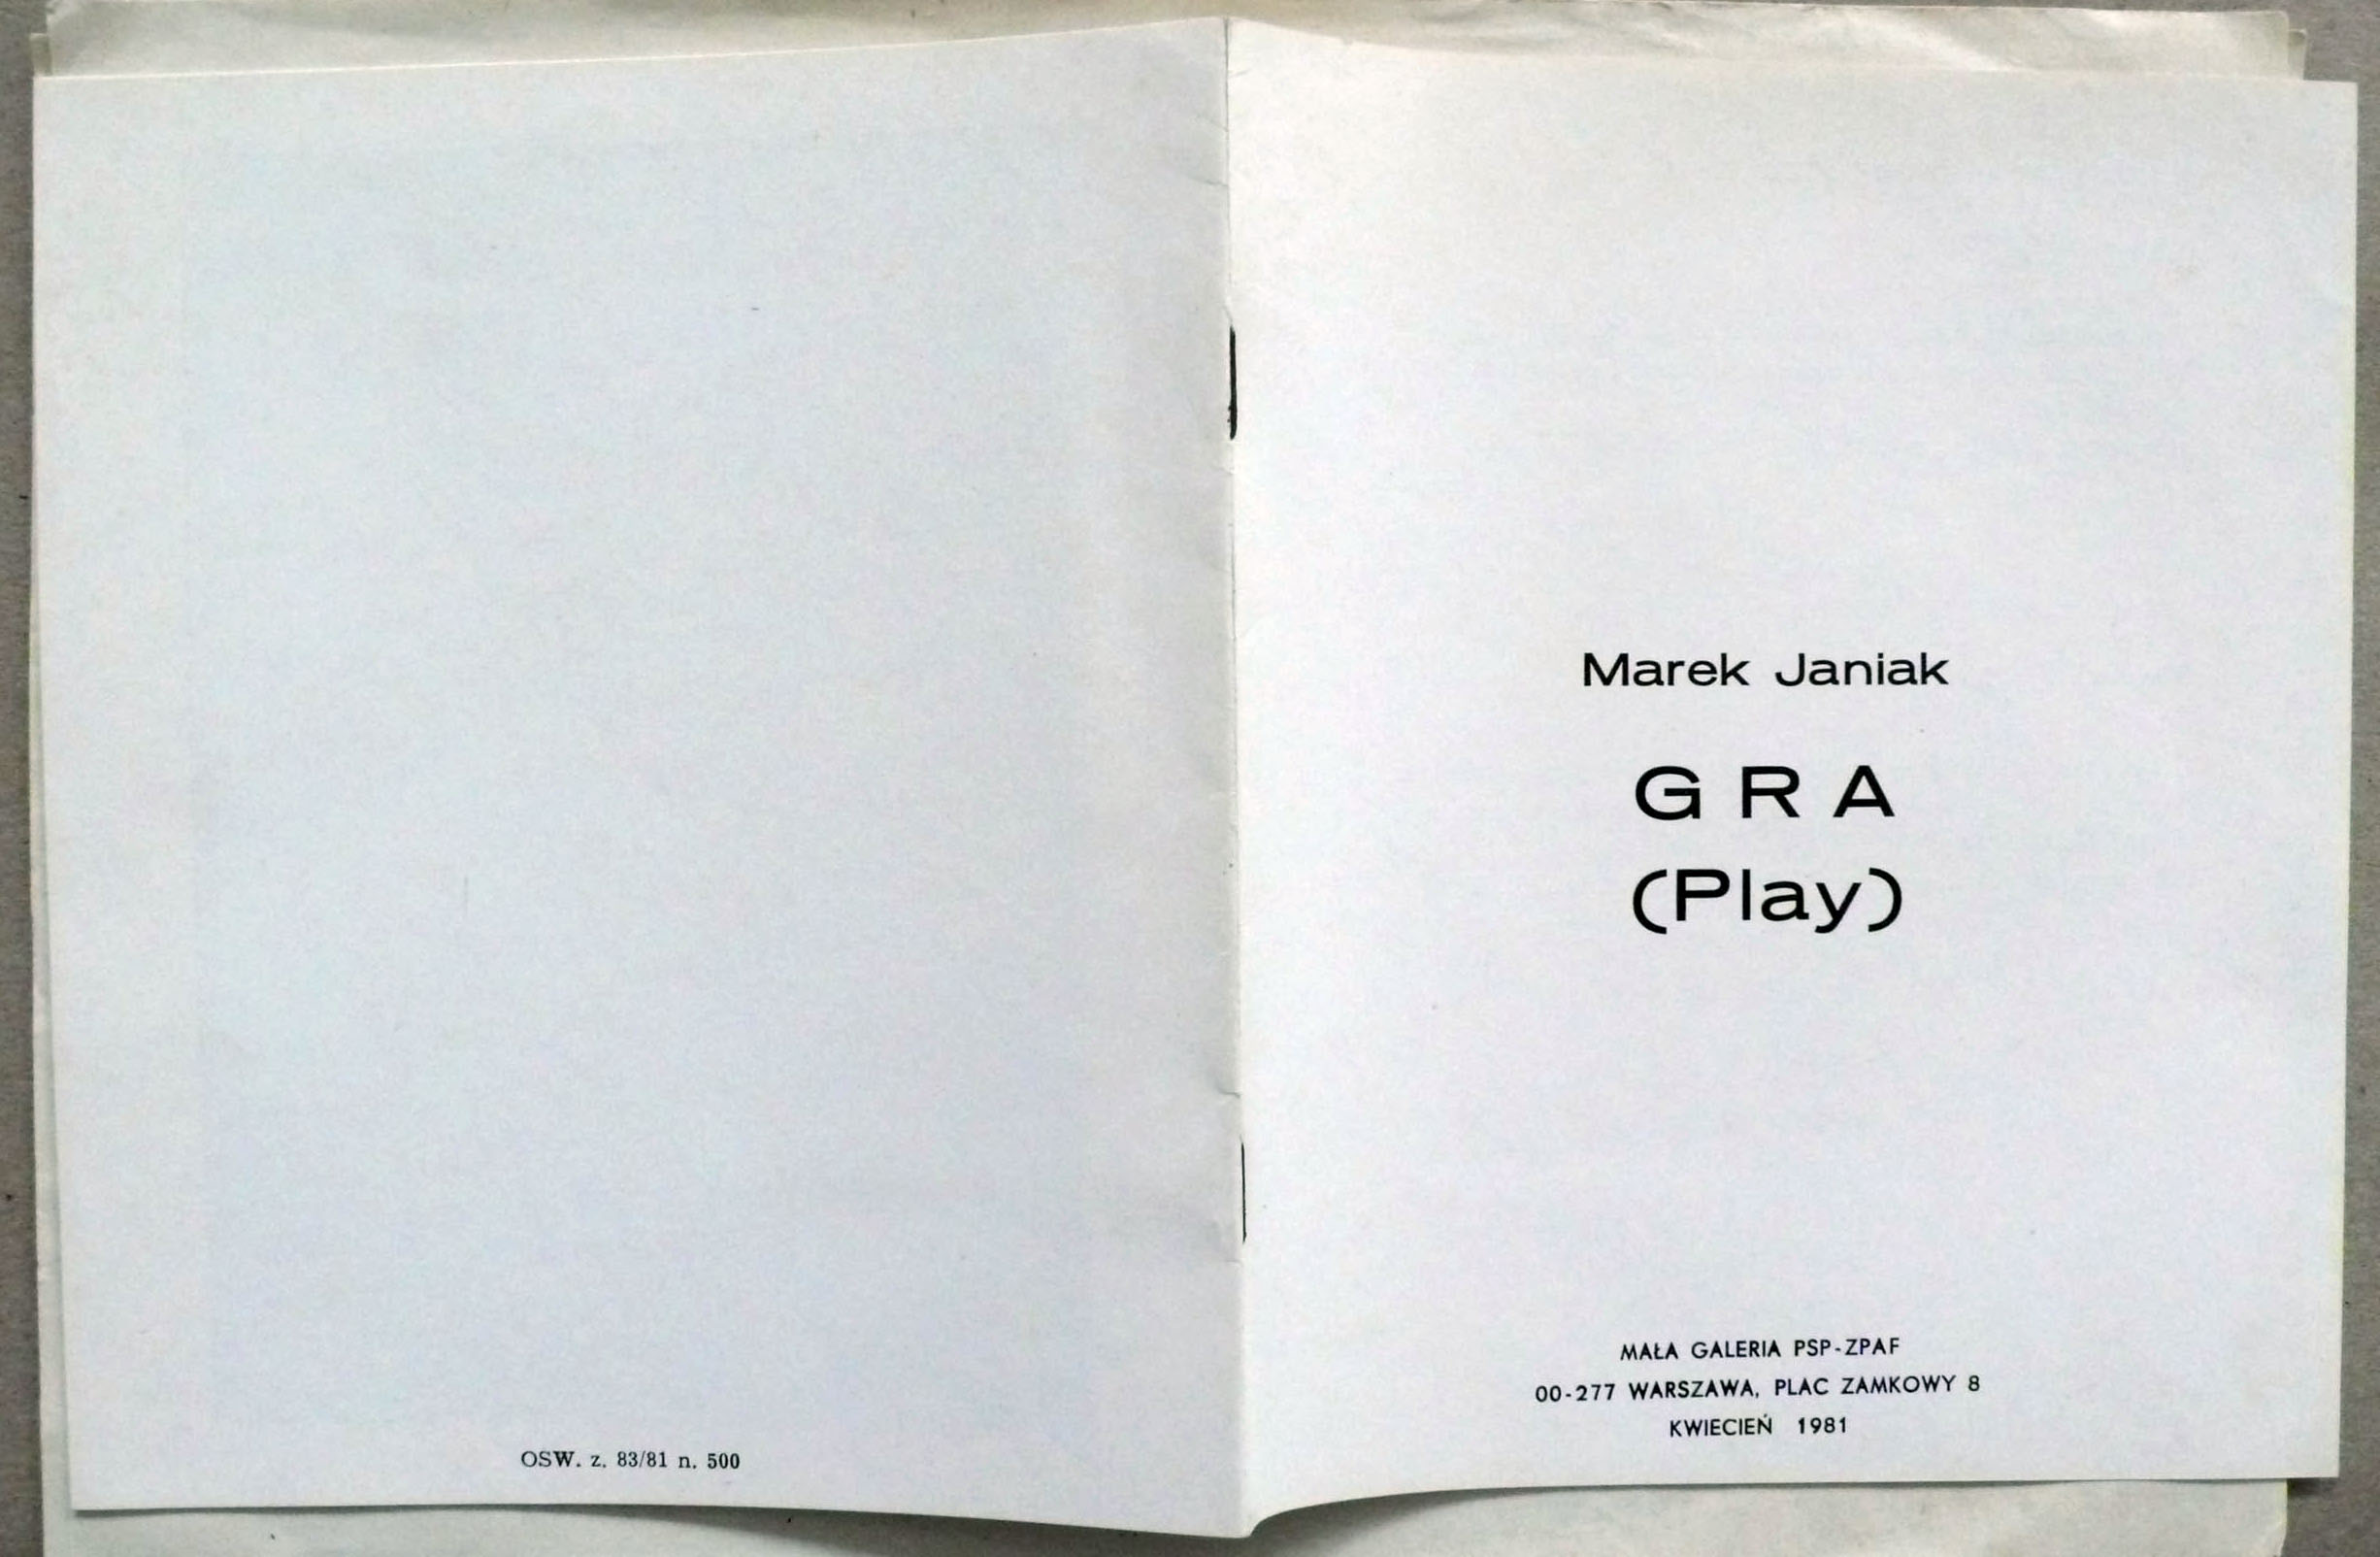 OSW. z. 83/81 n. 500
Marek Janiak
GRA
(Play)
MAŁA GALERIA PSP-ZPAF
00-277 WARSZAWA, PLAC ZAMKOWY 8
KWIECIEŃ 1981